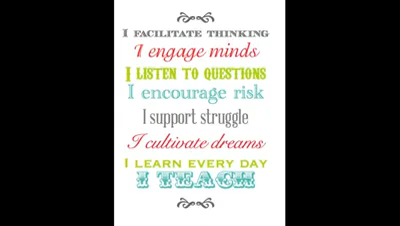 I FACILITATE THINKING
I engage minds
I LISTEN TO QUESTIONS
I encourage risk
I support struggle
I cultivate dreams
I LEARN EVERY DAY
I TEACH